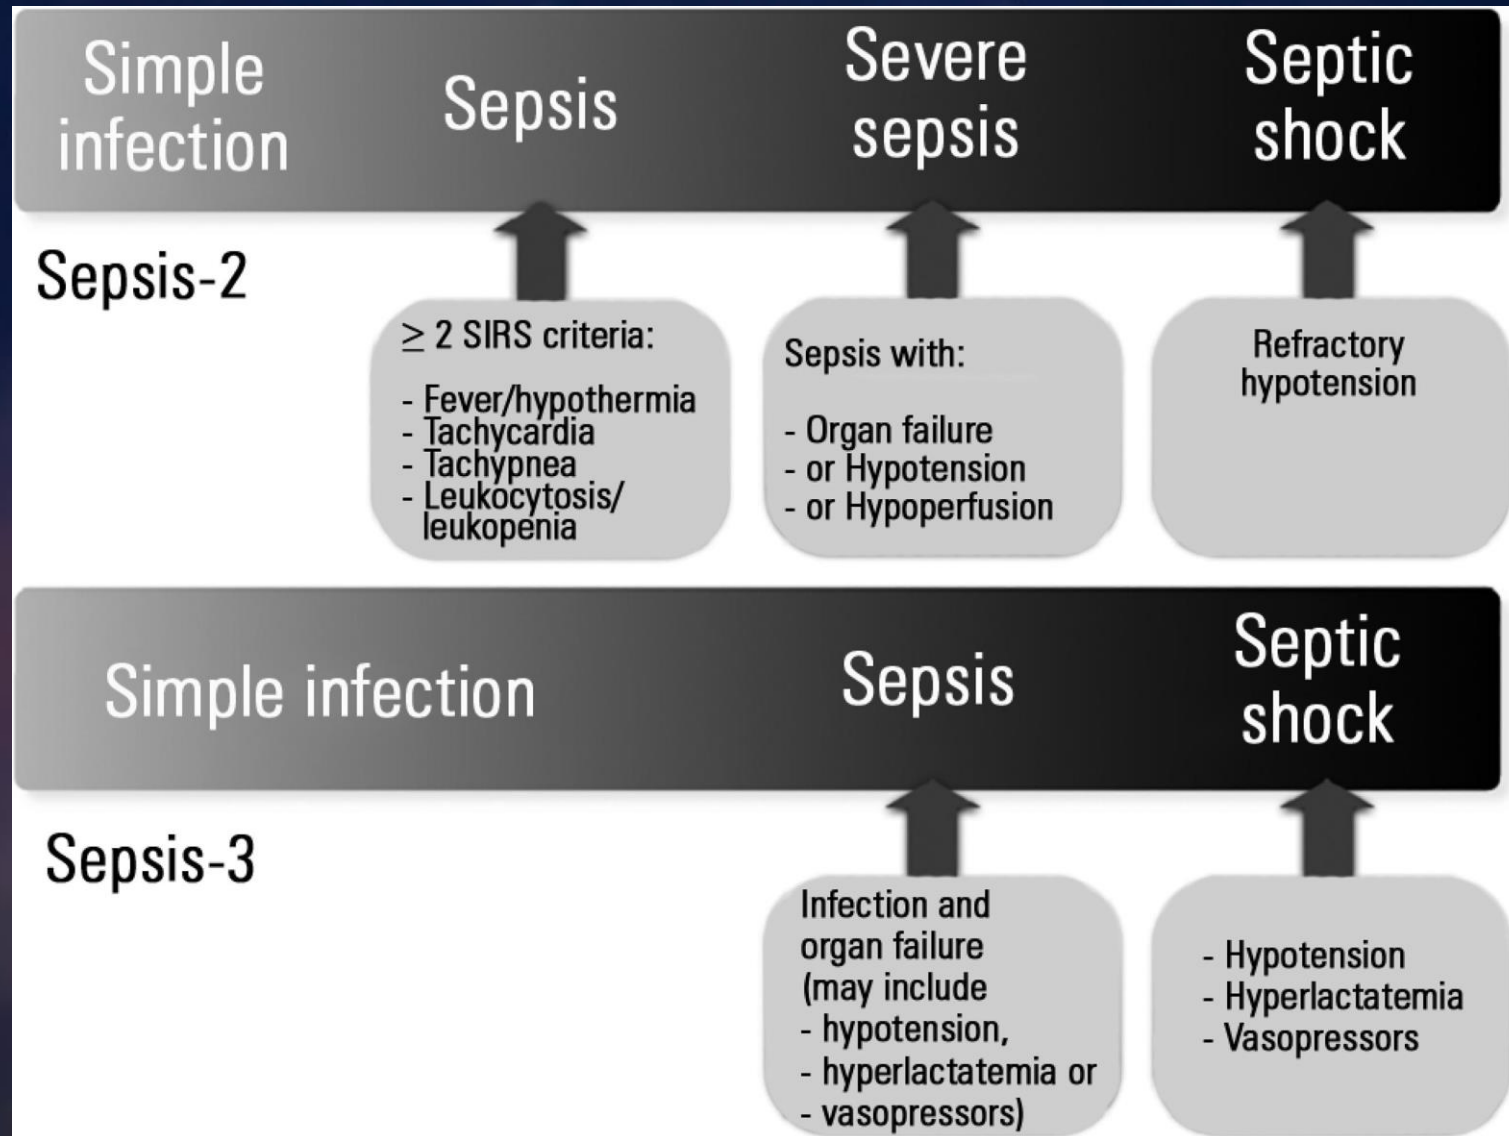 Simple
infection
Sepsis
Severe
sepsis
Septic
shock
Sepsis-2
≥ 2 SIRS criteria:
- Fever/hypothermia
- Tachycardia
- Tachypnea
- Leukocytosis/
leukopenia
Sepsis with:
- Organ failure
- or Hypotension
- or Hypoperfusion
Refractory
hypotension
Simple infection
Sepsis
Septic
shock
Sepsis-3
Infection and
organ failure
(may include
- hypotension,
- hyperlactatemia or
- vasopressors)
- Hypotension
- Hyperlactatemia
- Vasopressors